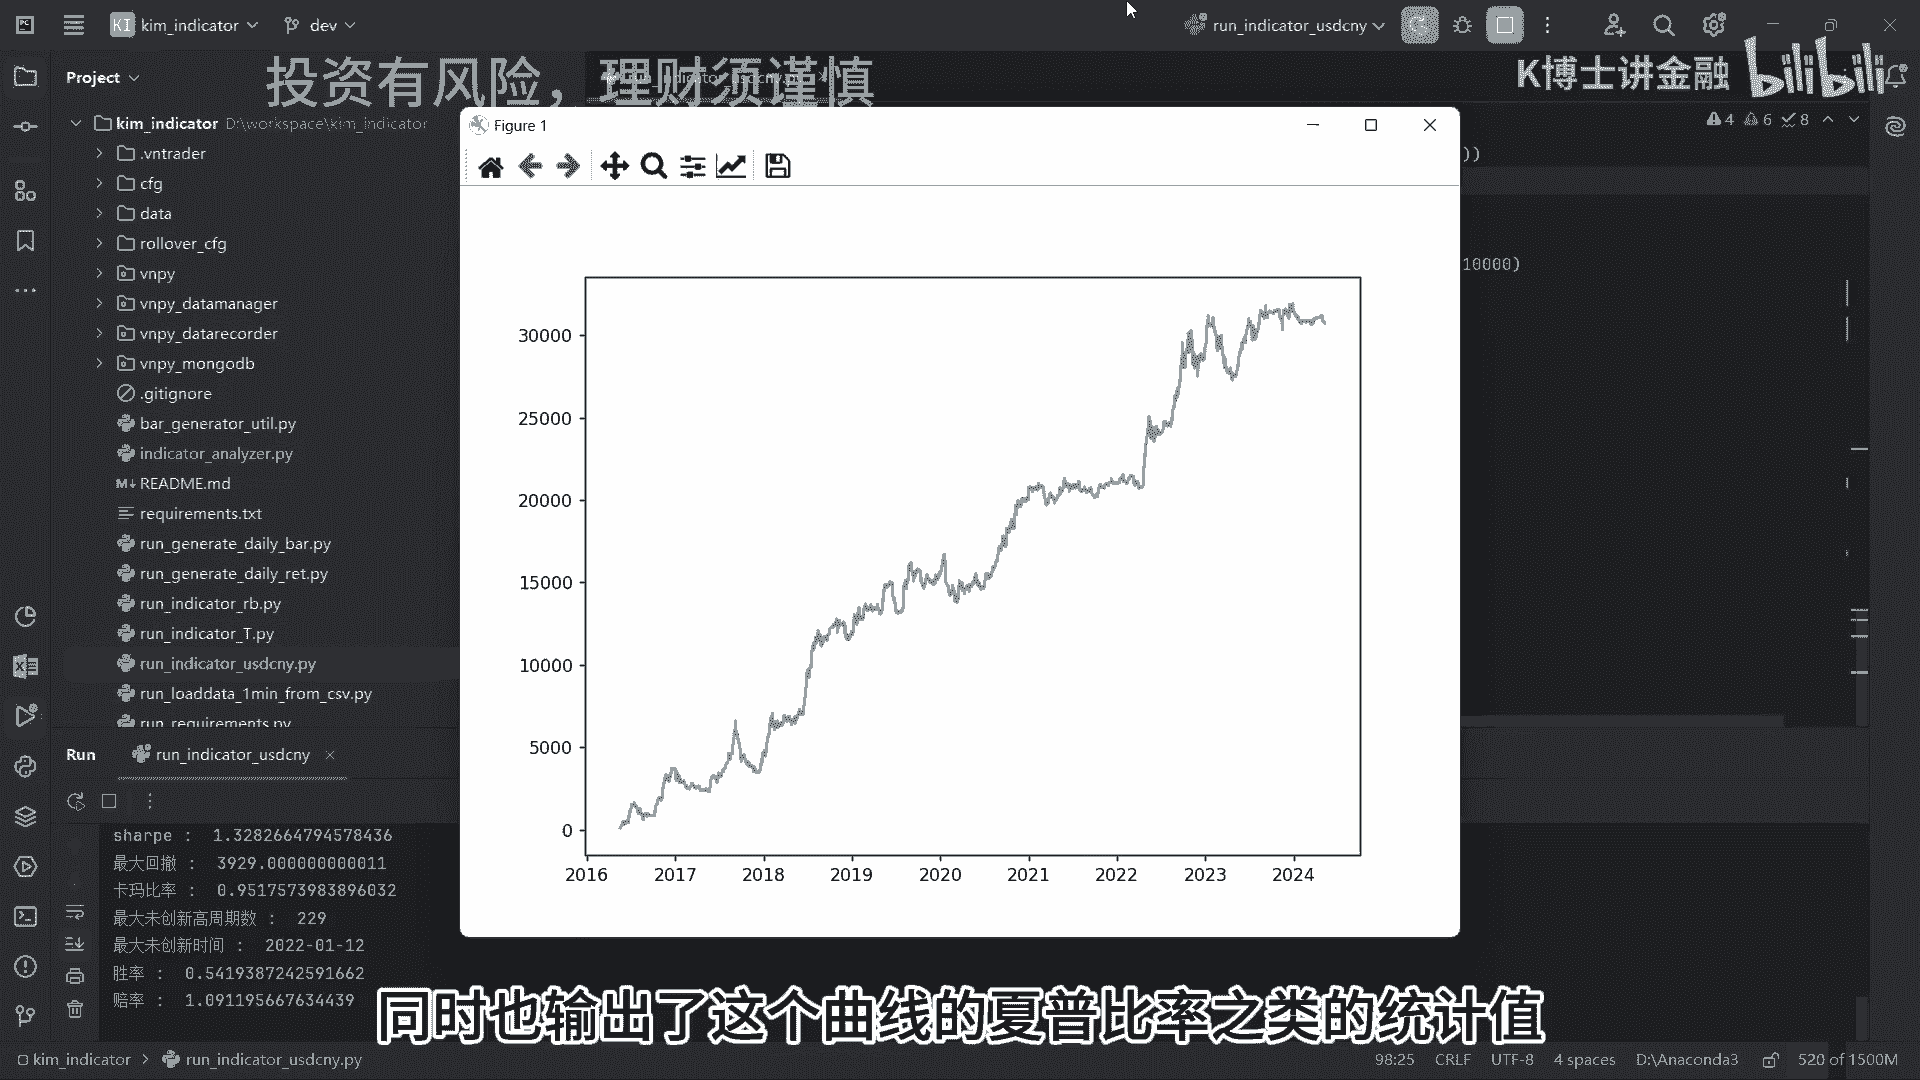 KI kim_indicator
dev
run_indicator_usdcny
Project
投资有风险，理财须谨慎
K博士讲金融 bilibili
kim_indicator D:\workspace\kim_indicator
Figure 1
4 6 8
.vntrader
))
cfg
data
rollover_cfg
10000)
vnpy
vnpy_datamanager
vnpy_datarecorder
vnpy_mongodb
.gitignore
bar_generator_util.py
indicator_analyzer.py
README.md
requirements.txt
run_generate_daily_bar.py
run_generate_daily_ret.py
run_indicator_rb.py
run_indicator_T.py
run_indicator_usdcny.py
run_loaddata_1min_from_csv.py
run_requirements.py
30000
25000
20000
15000
10000
5000
0
2016 2017 2018 2019 2020 2021 2022 2023 2024
Run run_indicator_usdcny
sharpe : 1.3282664794578436
最大回撤 : 3929.000000000011
卡玛比率 : 0.9517573983896032
最大未创新高周期数 : 229
最大未创新时间 : 2022-01-12
胜率 : 0.5419387242591662
赔率 : 1.091195667634439
同时也输出了这个曲线的夏普比率之类的统计值
kim_indicator > run_indicator_usdcny.py
98:25 CRLF UTF-8 4 spaces D:\Anaconda3 520 of 1500M